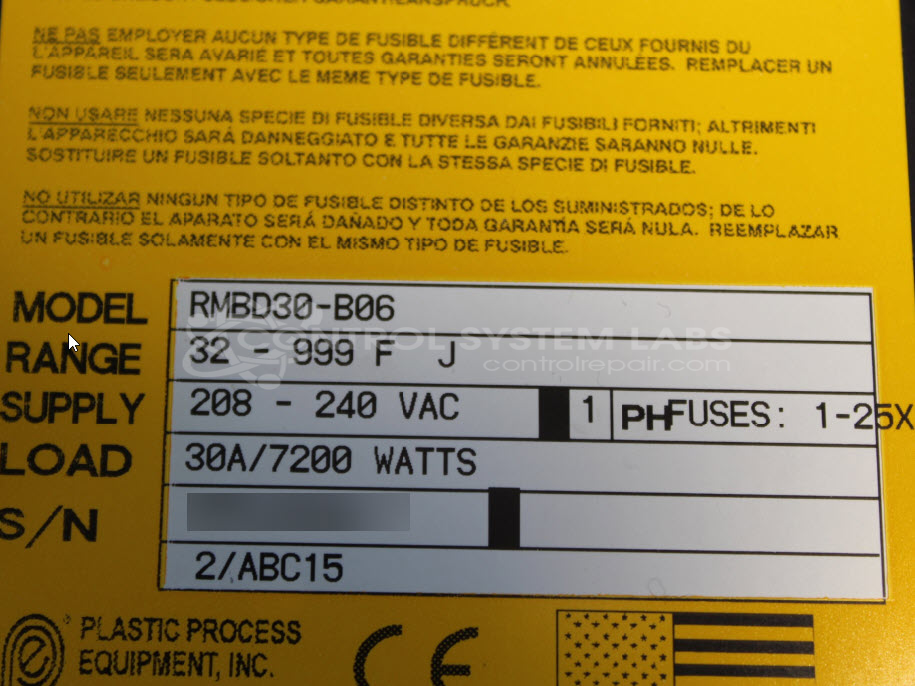 NE PAS EMPLOYER AUCUN TYPE DE FUSIBLE DIFFÉRENT DE CEUX FOURNIS DU
L'APPAREIL SERA AVARIÉ ET TOUTES GARANTIES SERONT ANNULÉES. REMPLACER UN
FUSIBLE SEULEMENT AVEC LE MEME TYPE DE FUSIBLE.
NON USARE NESSUNA SPECIE DI FUSIBLE DIVERSA DAI FUSIBILI FORNITI; ALTRIMENTI
L'APPARECCHIO SARÁ DANNEGGIATO E TUTTE LE GARANZIE SARANNO NULLE.
SOSTITUIRE UN FUSIBLE SOLTANTO CON LA STESSA SPECIE DI FUSIBLE.
NO UTILIZAR NINGUN TIPO DE FUSIBLE DISTINTO DE LOS SUMINISTRADOS; DE LO
CONTRARIO EL APARATO SERÁ DAÑADO Y TODA GARANTÍA SERÁ NULA. REEMPLAZAR
UN FUSIBLE SOLAMENTE CON EL MISMO TIPO DE FUSIBLE.
MODEL RMBD30-B06
CONTROL SYSTEM LABS
RANGE 32 - 999 F J
controlrepair.com
SUPPLY 208 - 240 VAC 1 PH FUSES: 1-25X
LOAD 30A/7200 WATTS
S/N
2/ABC15
PLASTIC PROCESS
EQUIPMENT, INC.
CE